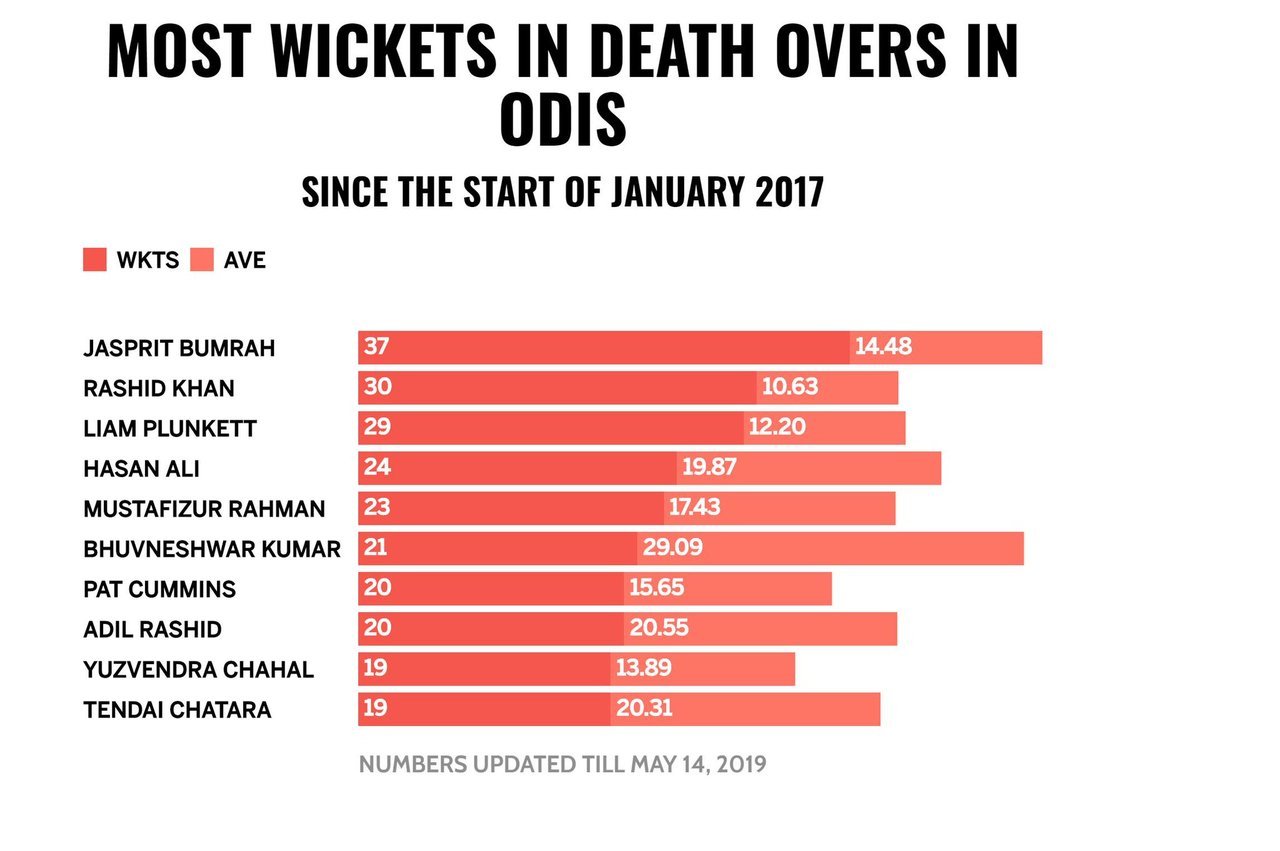 MOST WICKETS IN DEATH OVERS IN
ODIS
SINCE THE START OF JANUARY 2017
WKTS AVE
JASPRIT BUMRAH 37 14.48
RASHID KHAN 30 10.63
LIAM PLUNKETT 29 12.20
HASAN ALI 24 19.87
MUSTAFIZUR RAHMAN 23 17.43
BHUVNESHWAR KUMAR 21 29.09
PAT CUMMINS 20 15.65
ADIL RASHID 20 20.55
YUZVENDRA CHAHAL 19 13.89
TENDAI CHATARA 19 20.31
NUMBERS UPDATED TILL MAY 14, 2019